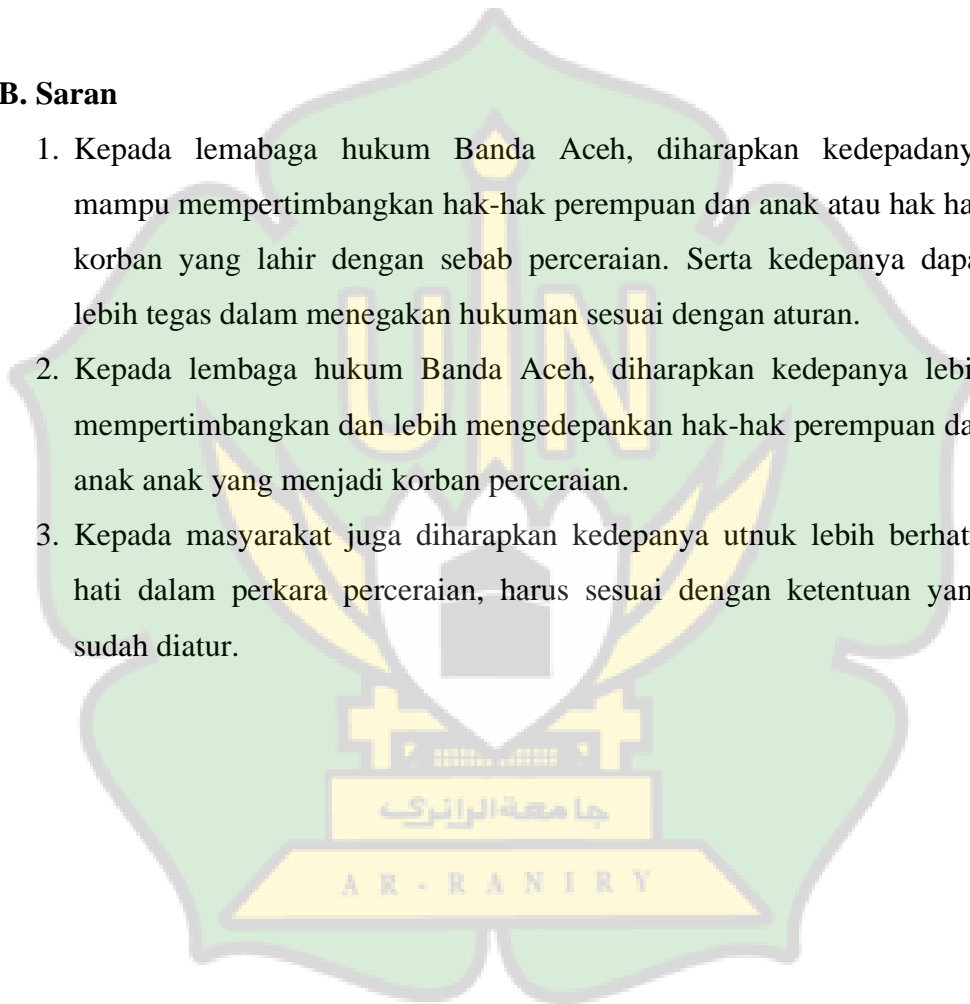 B. Saran
1. Kepada lemabaga hukum Banda Aceh, diharapkan kedepadany
mampu mempertimbangkan hak-hak perempuan dan anak atau hak ha
korban yang lahir dengan sebab perceraian. Serta kedepanya dapa
lebih tegas dalam menegakan hukuman sesuai dengan aturan.
2. Kepada lembaga hukum Banda Aceh, diharapkan kedepanya lebi
mempertimbangkan dan lebih mengedepankan hak-hak perempuan da
anak anak yang menjadi korban perceraian.
3. Kepada masyarakat juga diharapkan kedepanya utnuk lebih berhat
hati dalam perkara perceraian, harus sesuai dengan ketentuan yan
sudah diatur.
UIN
جامعة الرانري
AR-RANIRY